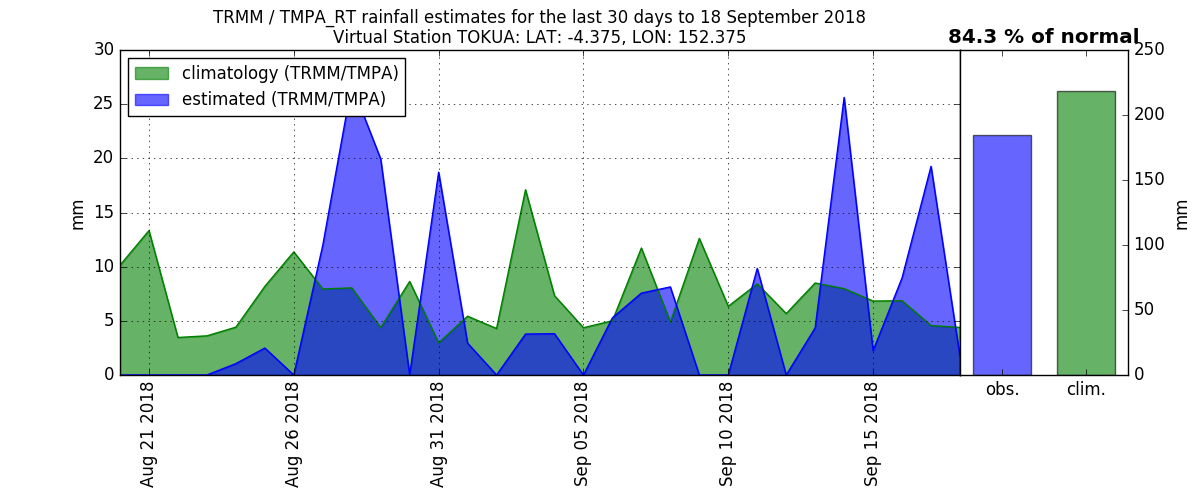 TRMM / TMPA_RT rainfall estimates for the last 30 days to 18 September 2018
Virtual Station TOKUA: LAT: -4.375, LON: 152.375
84.3 % of normal
climatology (TRMM/TMPA)
estimated (TRMM/TMPA)
30
25
20
15
10
5
0
mm
250
200
150
100
50
0
mm
obs.
clim.
Aug 21 2018
Aug 26 2018
Aug 31 2018
Sep 05 2018
Sep 10 2018
Sep 15 2018